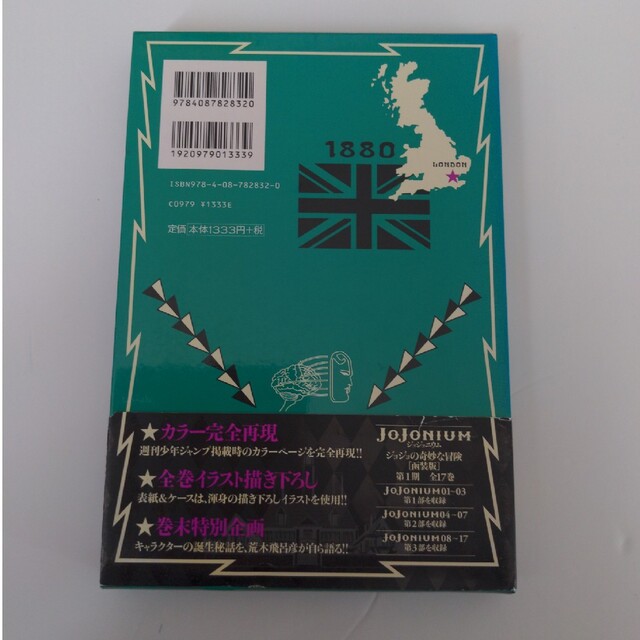 9784087828320
1920979013339
ISBN978-4-08-782832-0
C0979 ¥1333E
定価 本体1333円+税
1880
LONDON
★カラー完全再現
週刊少年ジャンプ掲載時のカラーページを完全再現!!
★全巻イラスト描き下ろし
表紙&ケースは、渾身の描き下ろしイラストを使用!!
★巻末特別企画
キャラクターの誕生秘話を、荒木飛呂彦が自ら語る!!
JOJONIUM
ジョジョニウム
ジョジョの奇妙な冒険
[函装版]
第1期 全17巻
JOJONIUM01-03
第1部を収録
JOJONIUM04-07
第2部を収録
JOJONIUM08-17
第3部を収録